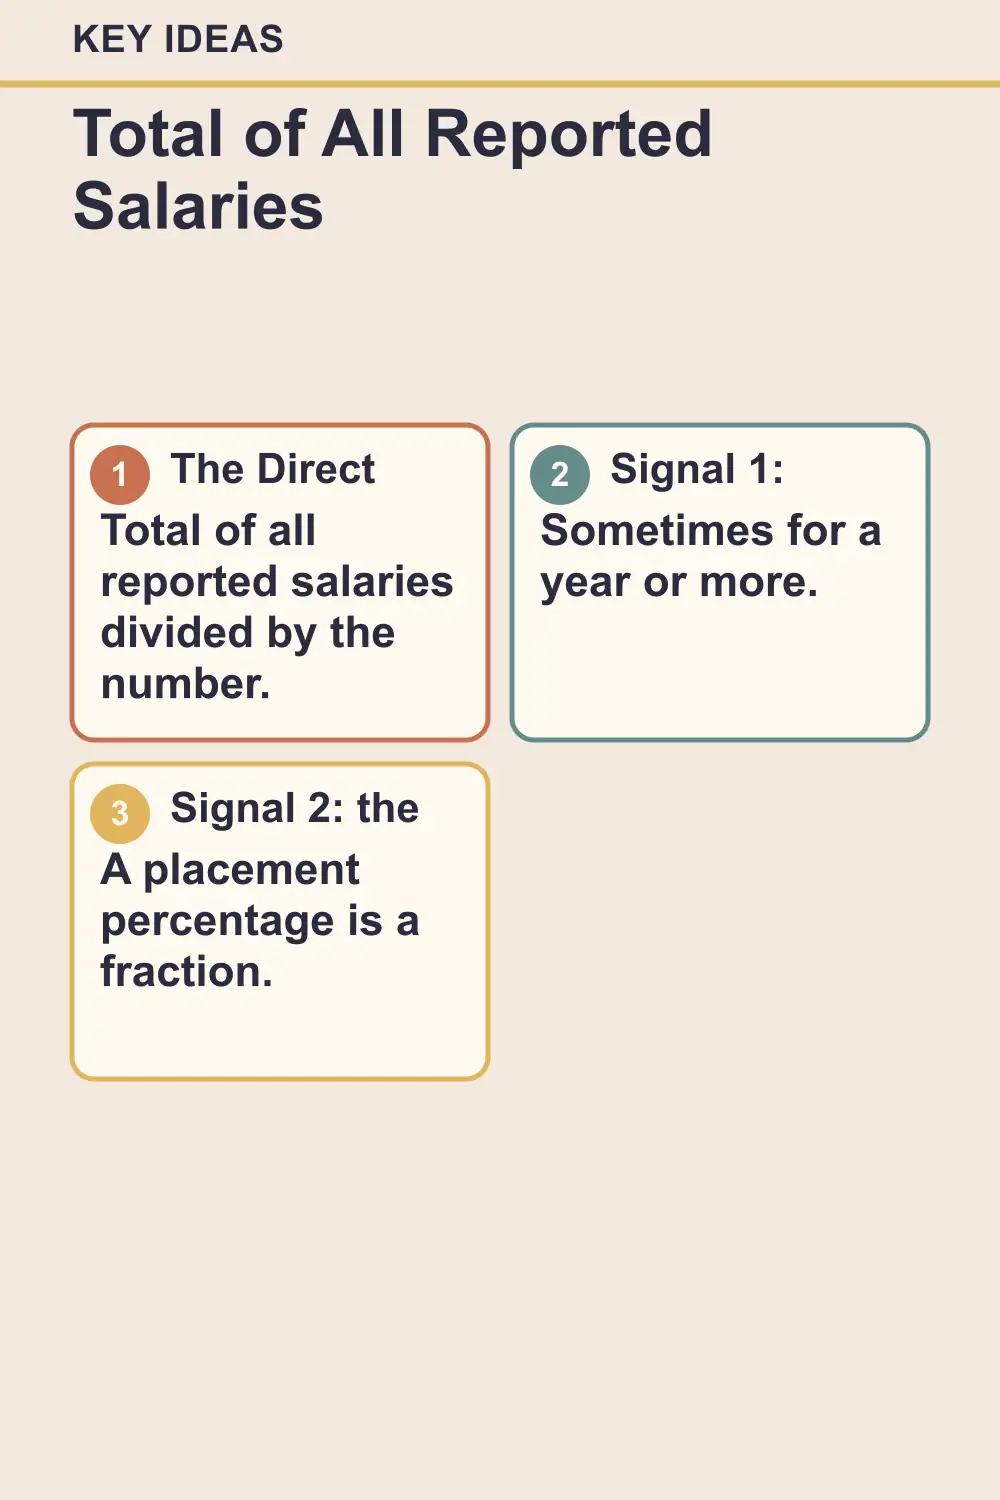 KEY IDEAS
Total of All Reported
Salaries
1 The Direct
Total of all
reported salaries
divided by the
number.
2 Signal 1:
Sometimes for a
year or more.
3 Signal 2: the
A placement
percentage is a
fraction.